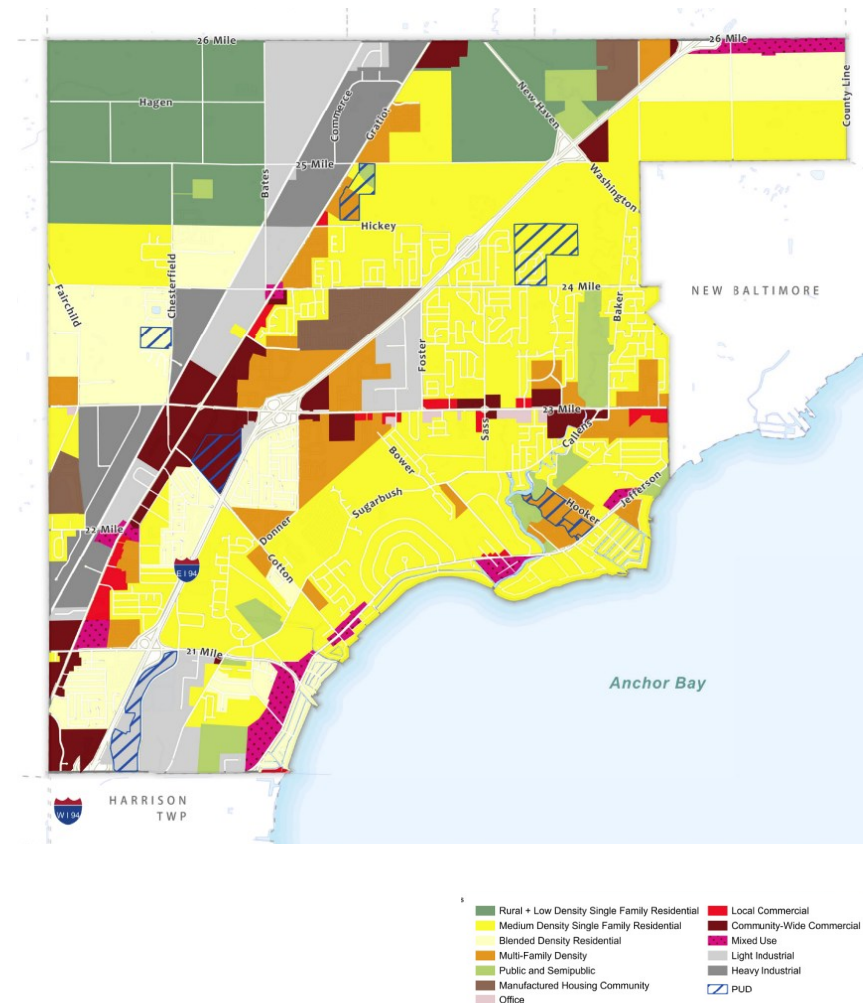 26 Mile
26 Mile
Hagen
Commerce
Gratiot
New Haven
County Line
25 Mile
Bates
Washington
Hickey
Chesterfield
Fairchild
24 Mile
Baker
NEW BALTIMORE
Foster
23 Mile
Sass
Callens
Bower
Sugarbush
Jefferson
Hooker
22 Mile
Donner
Cotton
E I 94
21 Mile
Anchor Bay
HARRISON
TWP
W I 94
s
Rural + Low Density Single Family Residential
Medium Density Single Family Residential
Blended Density Residential
Multi-Family Density
Public and Semipublic
Manufactured Housing Community
Office
Local Commercial
Community-Wide Commercial
Mixed Use
Light Industrial
Heavy Industrial
PUD